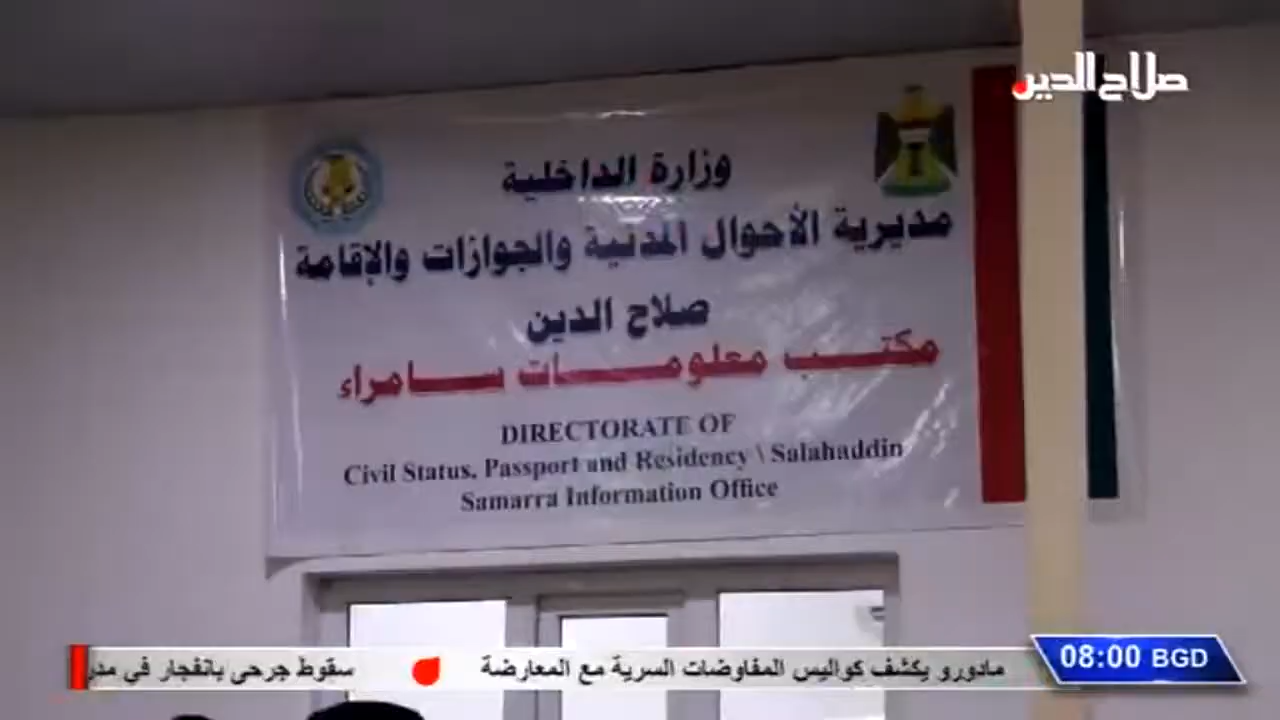 صلاح الدين
وزارة الداخلية
مديرية الأحوال المدنية والجوازات والإقامة
صلاح الدين
مكتب معلومات سامراء
DIRECTORATE OF
Civil Status, Passport and Residency \ Salahaddin
Samarra Information Office
مادورو يكشف كواليس المفاوضات السرية مع المعارضة
سقوط جرحى بانفجار في
08:00 BGD